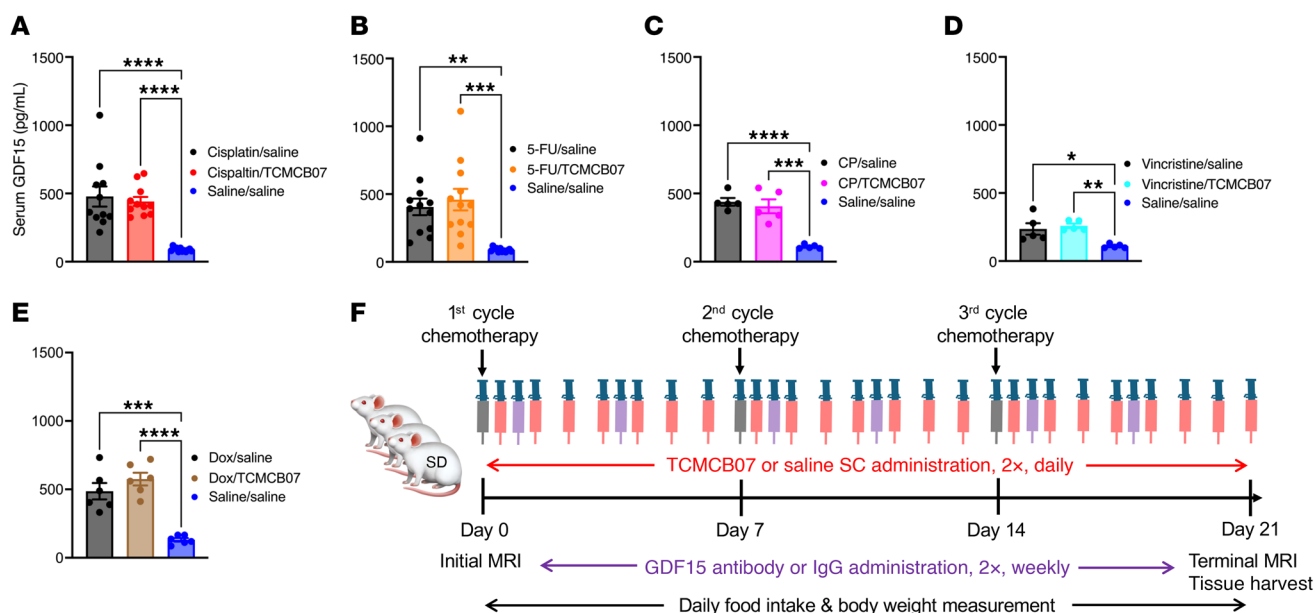 A
Serum GDF15 (pg/mL)
1500
1000
500
0
****
****
Cisplatin/saline
Cispaltin/TCMCB07
Saline/saline
B
1500
1000
500
0
**
***
5-FU/saline
5-FU/TCMCB07
Saline/saline
C
1500
1000
500
0
****
***
CP/saline
CP/TCMCB07
Saline/saline
D
1500
1000
500
0
*
**
Vincristine/saline
Vincristine/TCMCB07
Saline/saline
E
1500
1000
500
0
***
****
Dox/saline
Dox/TCMCB07
Saline/saline
F
1st cycle
chemotherapy
2nd cycle
chemotherapy
3rd cycle
chemotherapy
SD
TCMCB07 or saline SC administration, 2×, daily
Day 0
Day 7
Day 14
Day 21
Initial MRI
GDF15 antibody or IgG administration, 2×, weekly
Terminal MRI
Tissue harvest
Daily food intake & body weight measurement